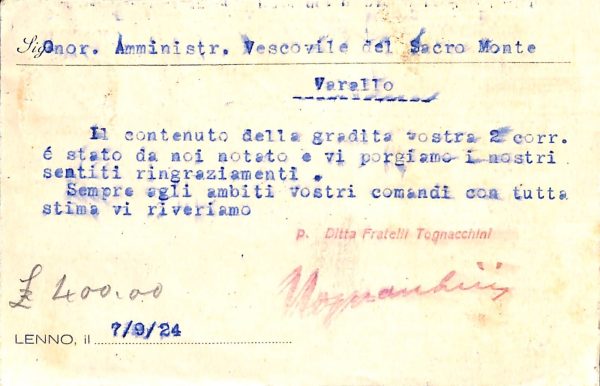 Sig. Onor. Amministr. Vescovile del Sacro Monte
Varallo
Il contenuto della gradita vostra 2 corr.
é stato da noi notato e vi porgiamo i nostri
sentiti ringraziamenti .
Sempre agli ambiti vostri comandi con tutta
stima vi riveriamo
p. Ditta Fratelli Tognacchini
£ 400.00
LENNO, il 7/9/24